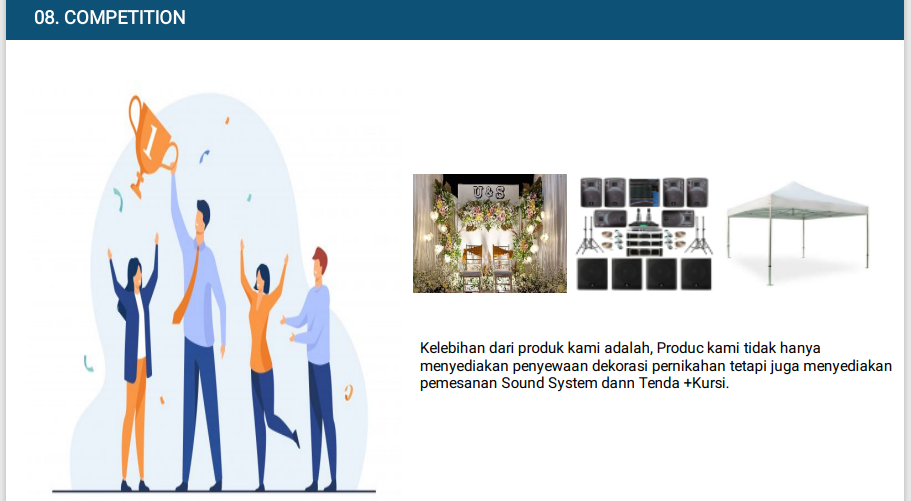 08. COMPETITION
1
U&S
Kelebihan dari produk kami adalah, Produc kami tidak hanya
menyediakan penyewaan dekorasi pernikahan tetapi juga menyediakan
pemesanan Sound System dann Tenda +Kursi.